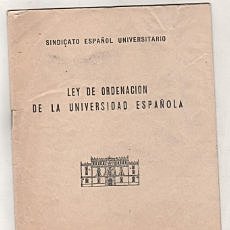 SINDICATO ESPAÑOL UNIVERSITARIO
LEY DE ORDENACION
DE LA UNIVERSIDAD ESPAÑOLA